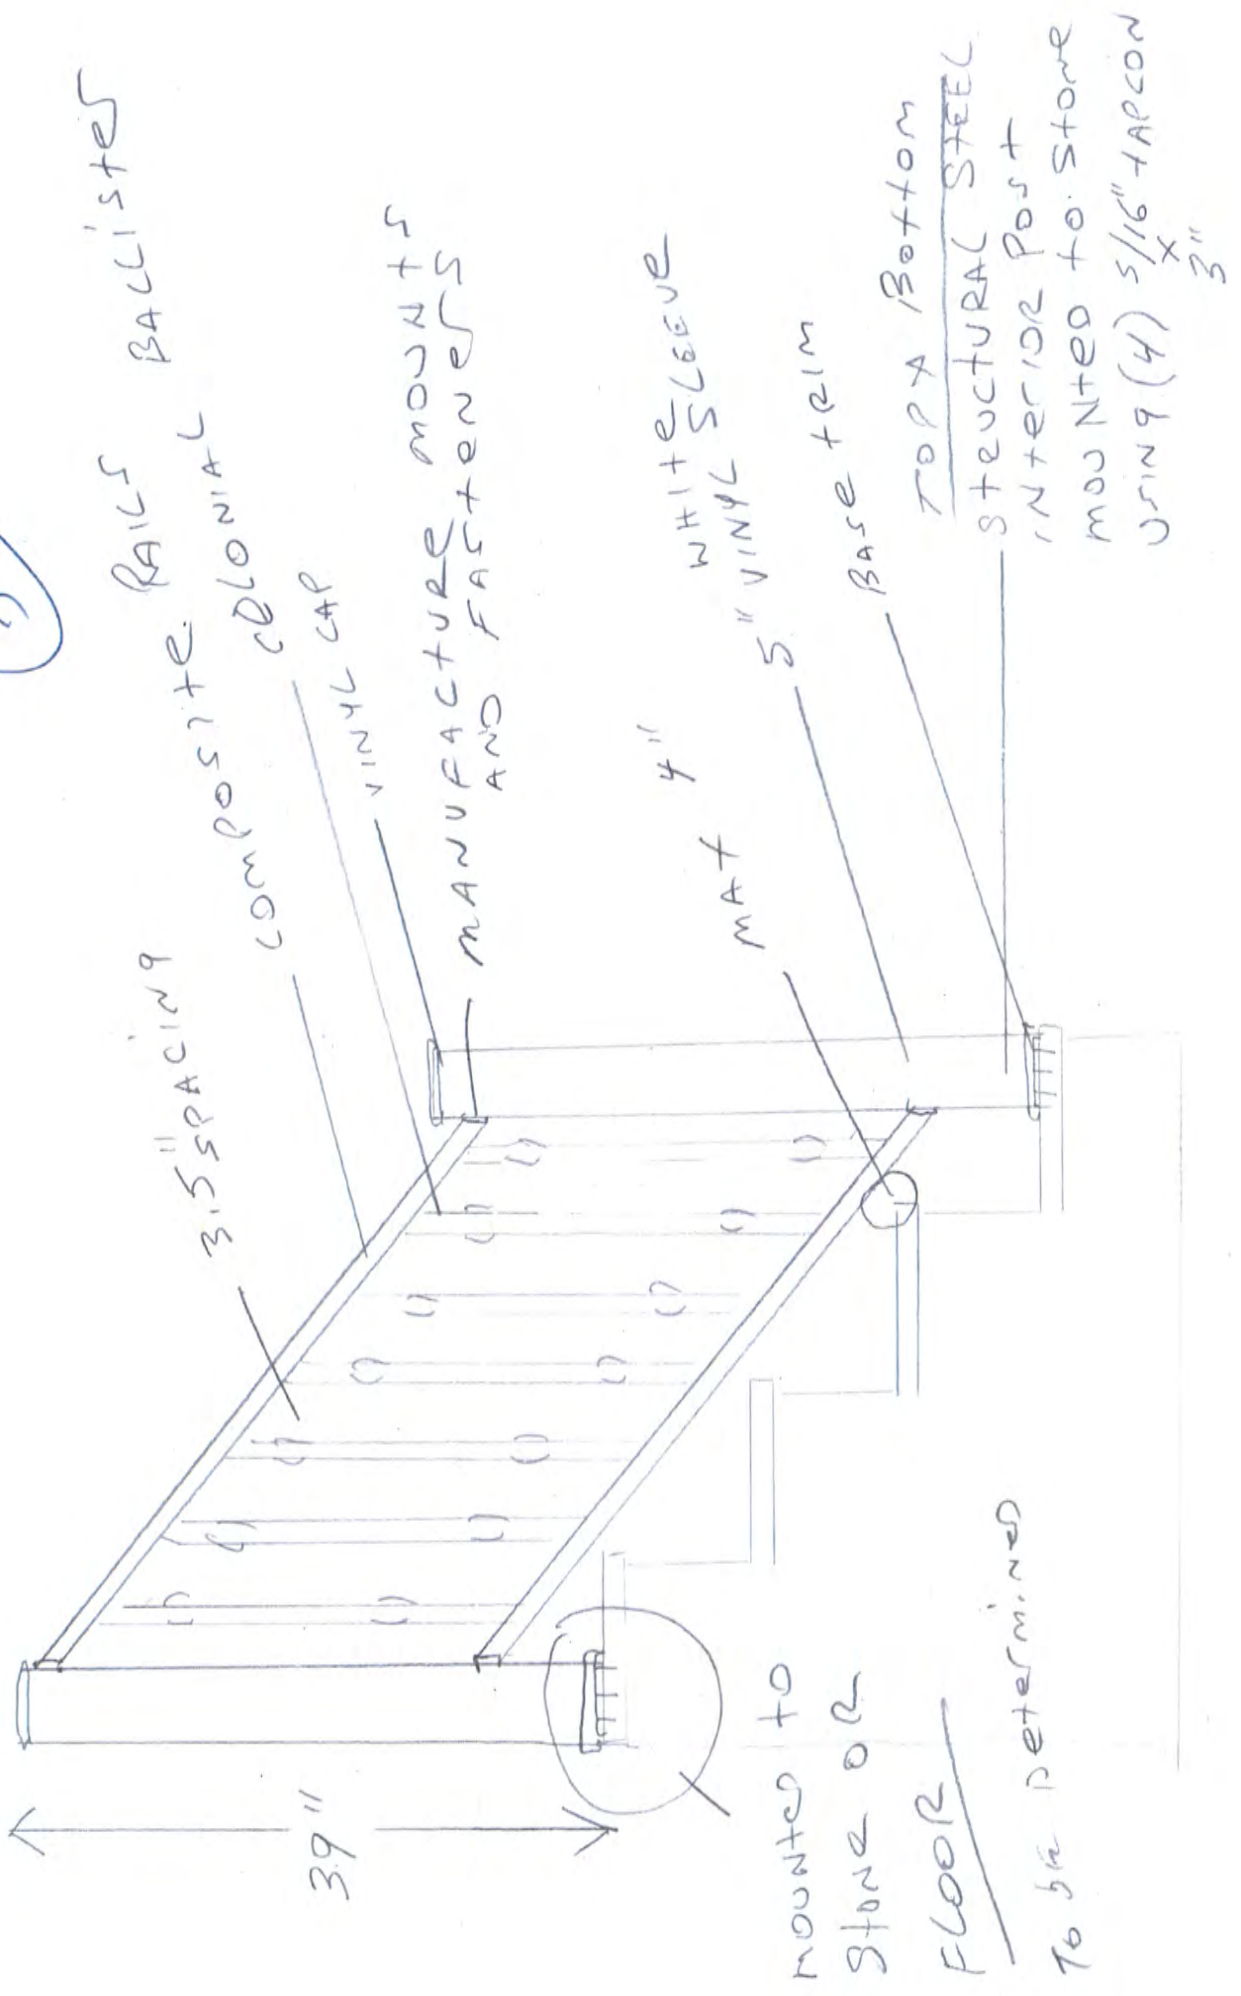 3.5" SPACING
COMPOSITE RAILS
COLONIAL BALLISTER
VINYL CAP
MANUFACTURE MOUNTS
AND FASTENERS
MAX 4"
WHITE
5" VINYL SLEEVE
BASE TRIM
TOP & BOTTOM
STRUCTURAL STEEL
INTERIOR POST
MOUNTED TO STONE
USING (4) 5/16" TAPCON
X
3"
39"
MOUNTED TO
STONE OR
FLOOR
To be Determined